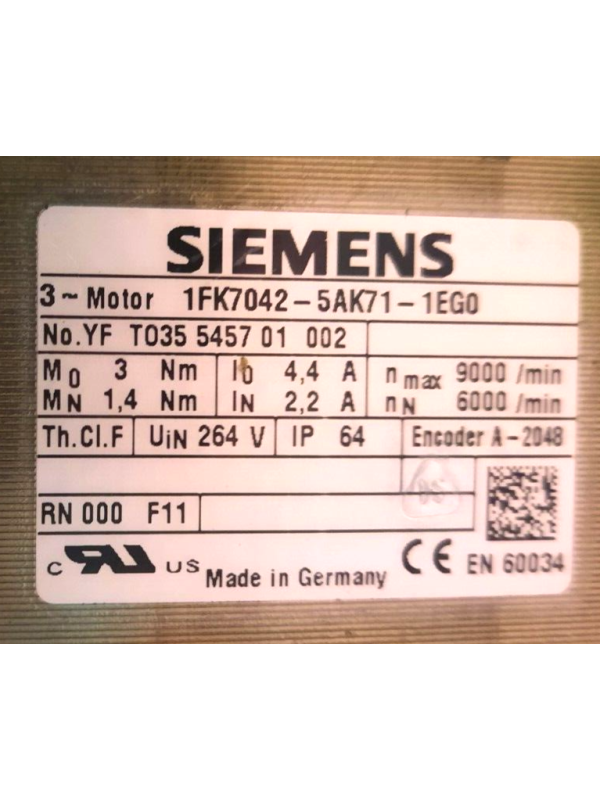 SIEMENS
3~Motor 1FK7042-5AK71-1EG0
No.YF T035 5457 01 002
M0 3 Nm I0 4,4 A nmax 9000 /min
MN 1,4 Nm IN 2,2 A nN 6000 /min
Th.Cl.F UIN 264 V IP 64 Encoder A-2048
RN 000 F11
c RU US Made in Germany CE EN 60034